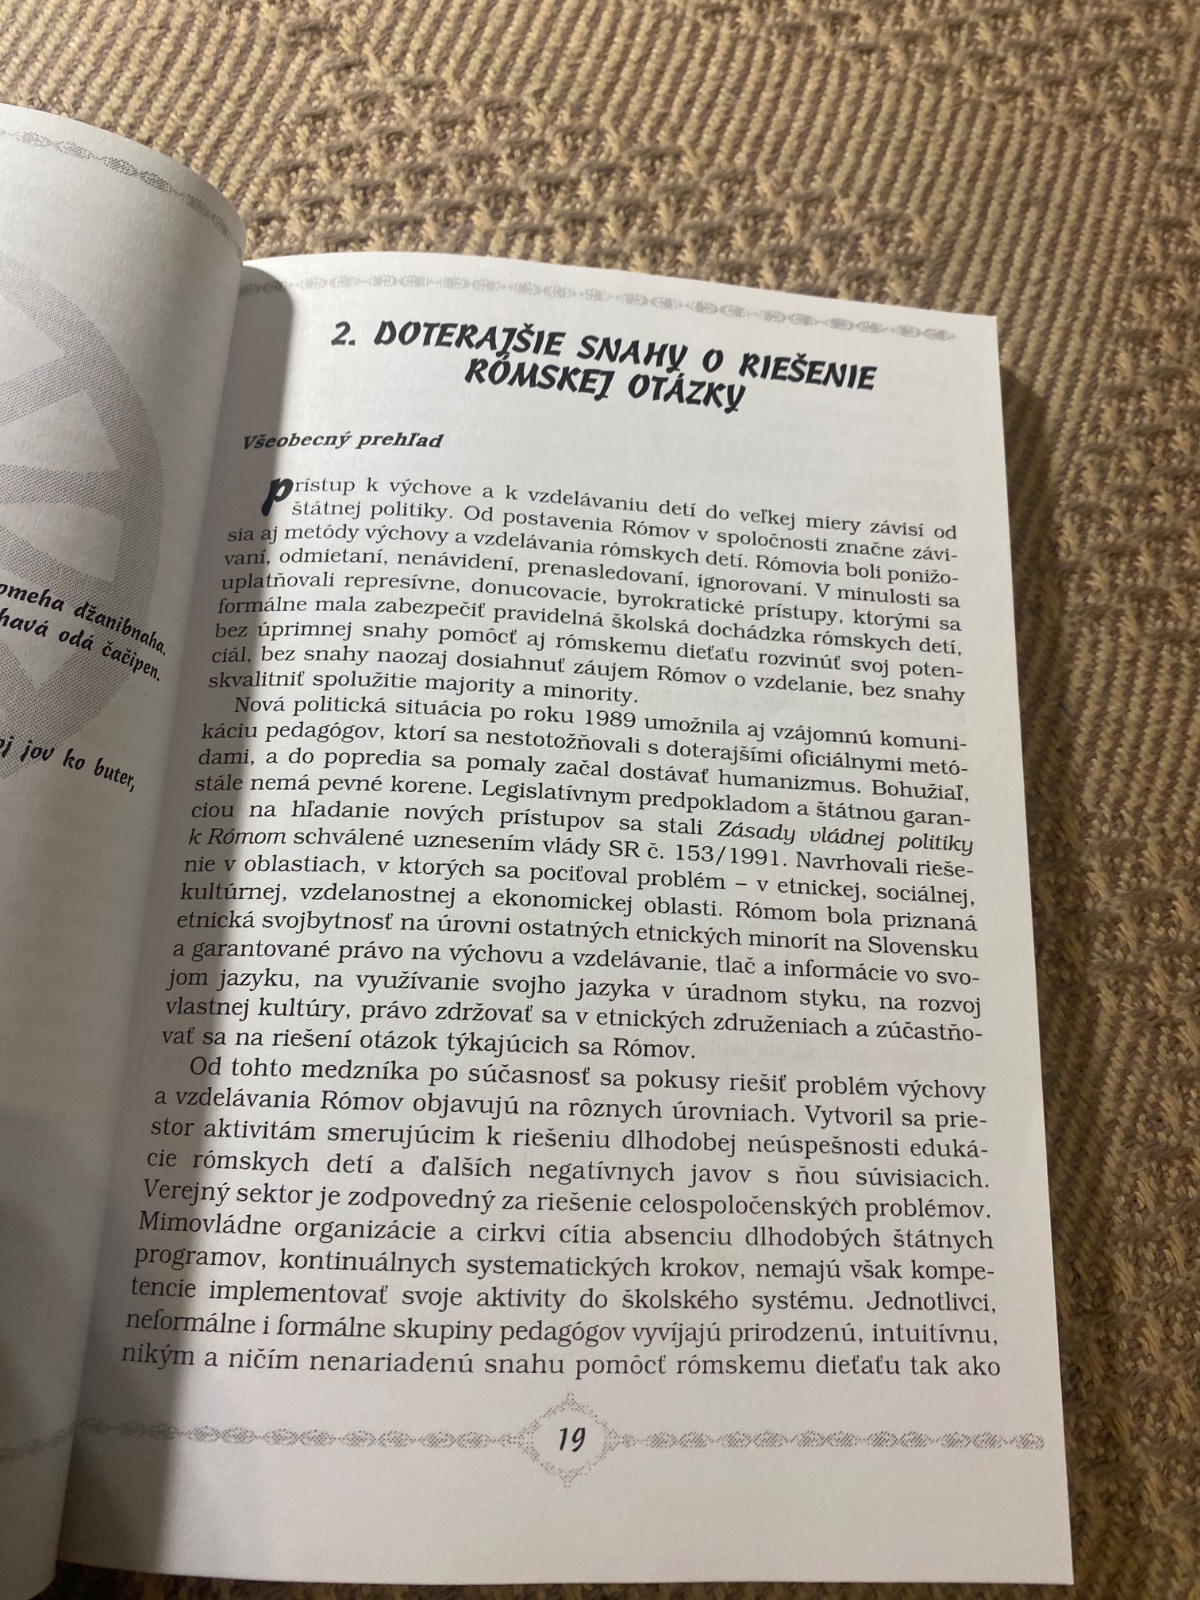 omeha džanibnaha.
havá odá čačipen.
oj jov ko buter,
2. DOTERAJŠIE SNAHY O RIEŠENIE
RÓMSKEJ OTÁZKY
Všeobecný prehľad
Prístup k výchove a k vzdelávaniu detí do veľkej miery závisí od
štátnej politiky. Od postavenia Rómov v spoločnosti značne závi-
sia aj metódy výchovy a vzdelávania rómskych detí. Rómovia boli ponižo-
vaní, odmietaní, nenávidení, prenasledovaní, ignorovaní. V minulosti sa
uplatňovali represívne, donucovacie, byrokratické prístupy, ktorými sa
formálne mala zabezpečiť pravidelná školská dochádzka rómskych detí,
bez úprimnej snahy pomôcť aj rómskemu dieťaťu rozvinúť svoj poten-
ciál, bez snahy naozaj dosiahnuť záujem Rómov o vzdelanie, bez snahy
skvalitniť spolužitie majority a minority.
Nová politická situácia po roku 1989 umožnila aj vzájomnú komuni-
káciu pedagógov, ktorí sa nestotožňovali s doterajšími oficiálnymi metó-
dami, a do popredia sa pomaly začal dostávať humanizmus. Bohužiaľ,
stále nemá pevné korene. Legislatívnym predpokladom a štátnou garan-
ciou na hľadanie nových prístupov sa stali Zásady vládnej politiky
k Rómom schválené uznesením vlády SR č. 153/1991. Navrhovali rieše-
nie v oblastiach, v ktorých sa pociťoval problém – v etnickej, sociálnej,
kultúrnej, vzdelanostnej a ekonomickej oblasti. Rómom bola priznaná
etnická svojbytnosť na úrovni ostatných etnických minorít na Slovensku
a garantované právo na výchovu a vzdelávanie, tlač a informácie vo svo-
jom jazyku, na využívanie svojho jazyka v úradnom styku, na rozvoj
vlastnej kultúry, právo zdržovať sa v etnických združeniach a zúčastňo-
vať sa na riešení otázok týkajúcich sa Rómov.
Od tohto medzníka po súčasnosť sa pokusy riešiť problém výchovy
a vzdelávania Rómov objavujú na rôznych úrovniach. Vytvoril sa prie-
stor aktivitám smerujúcim k riešeniu dlhodobej neúspešnosti eduká-
cie rómskych detí a ďalších negatívnych javov s ňou súvisiacich.
Verejný sektor je zodpovedný za riešenie celospoločenských problémov.
Mimovládne organizácie a cirkvi cítia absenciu dlhodobých štátnych
programov, kontinuálnych systematických krokov, nemajú však kompe-
tencie implementovať svoje aktivity do školského systému. Jednotlivci,
neformálne i formálne skupiny pedagógov vyvíjajú prirodzenú, intuitívnu,
nikým a ničím nenariadenú snahu pomôcť rómskemu dieťaťu tak ako
19